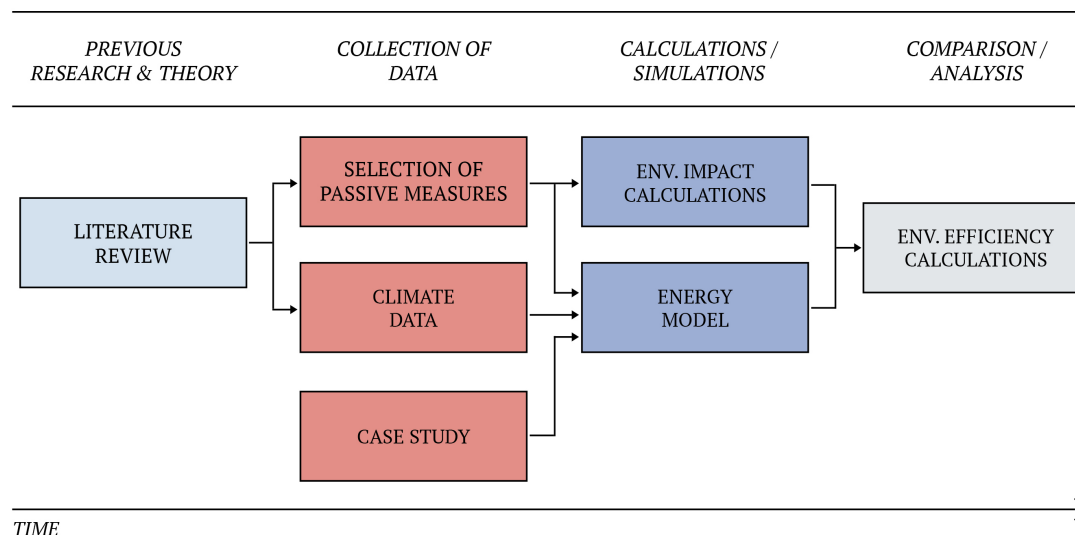 PREVIOUS
RESEARCH & THEORY
COLLECTION OF
DATA
CALCULATIONS /
SIMULATIONS
COMPARISON /
ANALYSIS
LITERATURE
REVIEW
SELECTION OF
PASSIVE MEASURES
CLIMATE
DATA
CASE STUDY
ENV. IMPACT
CALCULATIONS
ENERGY
MODEL
ENV. EFFICIENCY
CALCULATIONS
TIME